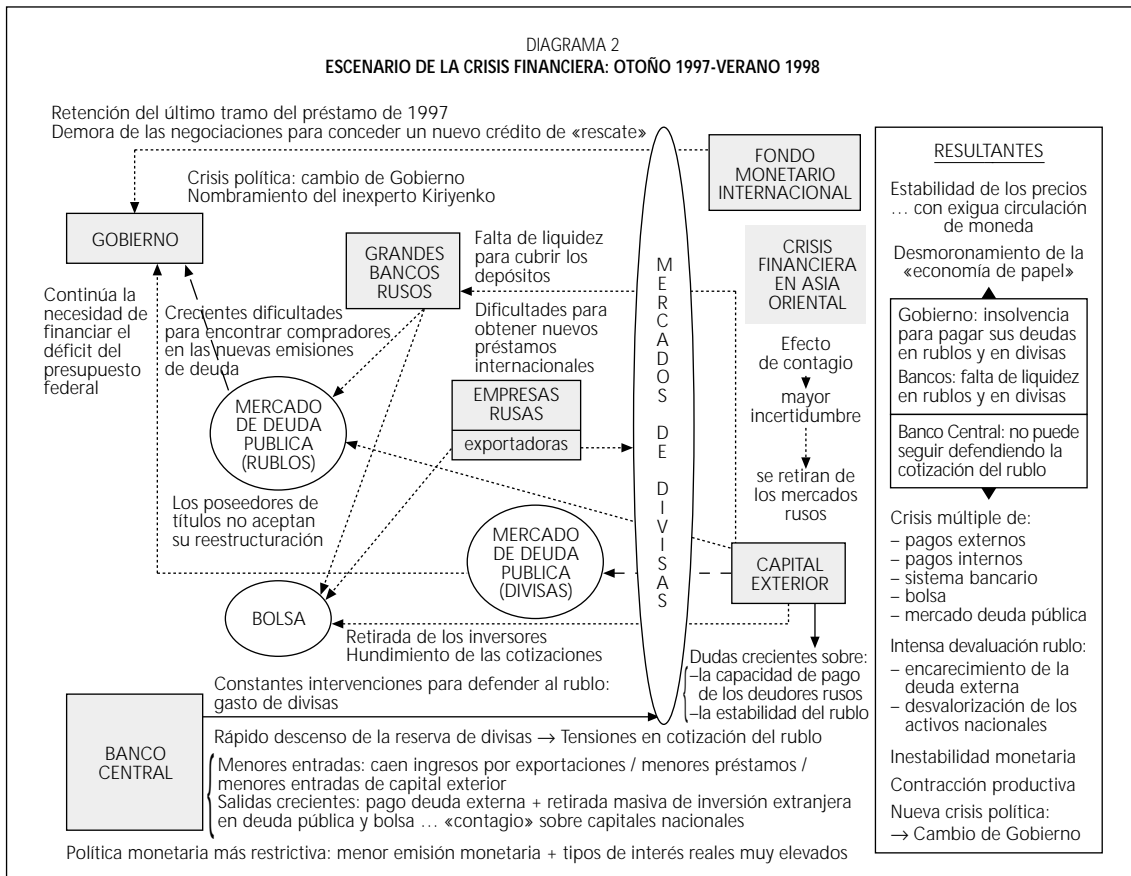 DIAGRAMA 2
ESCENARIO DE LA CRISIS FINANCIERA: OTOÑO 1997-VERANO 1998
Retención del último tramo del préstamo de 1997
Demora de las negociaciones para conceder un nuevo crédito de «rescate»
FONDO
MONETARIO
INTERNACIONAL
Crisis política: cambio de Gobierno
Nombramiento del inexperto Kiriyenko
GOBIERNO
GRANDES
BANCOS
RUSOS
Falta de liquidez
para cubrir los
depósitos
Dificultades para
obtener nuevos
préstamos
internacionales
Continúa la
necesidad de
financiar el
déficit del
presupuesto
federal
Crecientes dificultades
para encontrar compradores
en las nuevas emisiones
de deuda
MERCADO
DE DEUDA
PUBLICA
(RUBLOS)
EMPRESAS
RUSAS
exportadoras
MERCADOS DE DIVISAS
CRISIS
FINANCIERA
EN ASIA
ORIENTAL
Efecto
de contagio
mayor
incertidumbre
se retiran de
los mercados
rusos
Los poseedores de
títulos no aceptan
su reestructuración
MERCADO
DE DEUDA
PUBLICA
(DIVISAS)
CAPITAL
EXTERIOR
BOLSA
Retirada de los inversores
Hundimiento de las cotizaciones
Dudas crecientes sobre:
–la capacidad de pago
de los deudores rusos
–la estabilidad del rublo
BANCO
CENTRAL
Constantes intervenciones para defender al rublo:
gasto de divisas
Rápido descenso de la reserva de divisas → Tensiones en cotización del rublo
Menores entradas: caen ingresos por exportaciones / menores préstamos /
menores entradas de capital exterior
Salidas crecientes: pago deuda externa + retirada masiva de inversión extranjera
en deuda pública y bolsa … «contagio» sobre capitales nacionales
Política monetaria más restrictiva: menor emisión monetaria + tipos de interés reales muy elevados
RESULTANTES
Estabilidad de los precios
… con exigua circulación
de moneda
Desmoronamiento de la
«economía de papel»
Gobierno: insolvencia
para pagar sus deudas
en rublos y en divisas
Bancos: falta de liquidez
en rublos y en divisas
Banco Central: no puede
seguir defendiendo la
cotización del rublo
Crisis múltiple de:
– pagos externos
– pagos internos
– sistema bancario
– bolsa
– mercado deuda pública
Intensa devaluación rublo:
– encarecimiento de la
deuda externa
– desvalorización de los
activos nacionales
Inestabilidad monetaria
Contracción productiva
Nueva crisis política:
→ Cambio de Gobierno